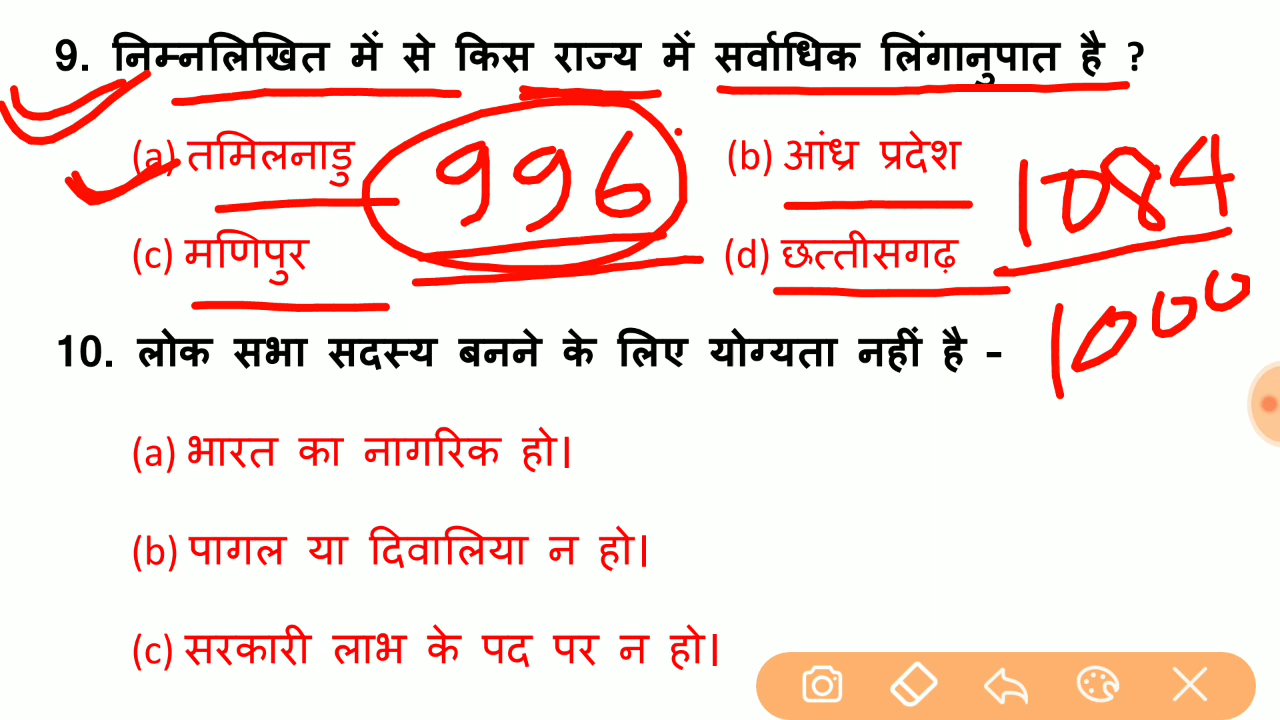 9. निम्नलिखित में से किस राज्य में सर्वाधिक लिंगानुपात है ?
(a) तमिलनाडु 996 (b) आंध्र प्रदेश 1084
(c) मणिपुर (d) छत्तीसगढ़ 1000
10. लोक सभा सदस्य बनने के लिए योग्यता नहीं है -
(a) भारत का नागरिक हो।
(b) पागल या दिवालिया न हो।
(c) सरकारी लाभ के पद पर न हो।